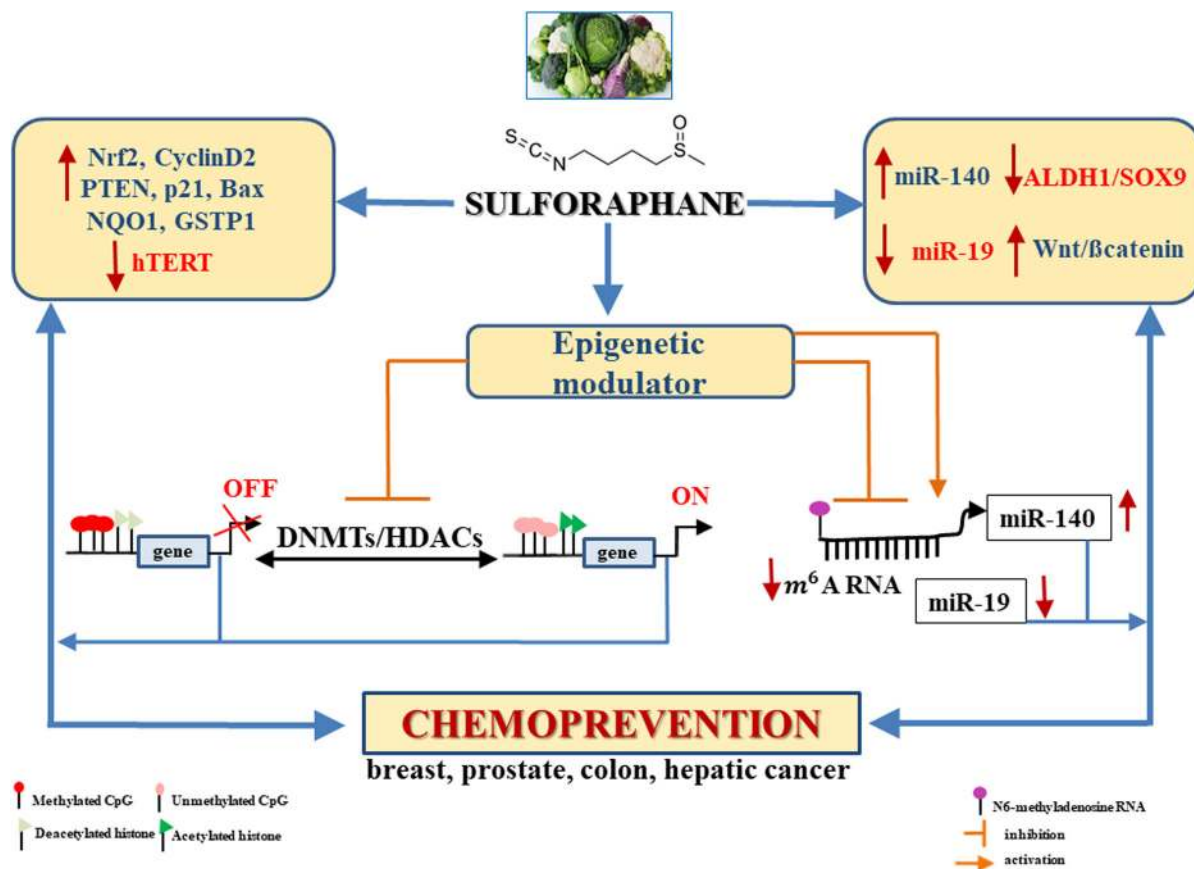 S
C
N
O
S
SULFORAPHANE
Nrf2, CyclinD2
PTEN, p21, Bax
NQO1, GSTP1
hTERT
miR-140
ALDH1/SOX9
miR-19
Wnt/ßcatenin
Epigenetic
modulator
OFF
gene
DNMTs/HDACs
ON
gene
m⁶A RNA
miR-140
miR-19
CHEMOPREVENTION
breast, prostate, colon, hepatic cancer
Methylated CpG
Unmethylated CpG
Deacetylated histone
Acetylated histone
N6-methyladenosine RNA
inhibition
activation